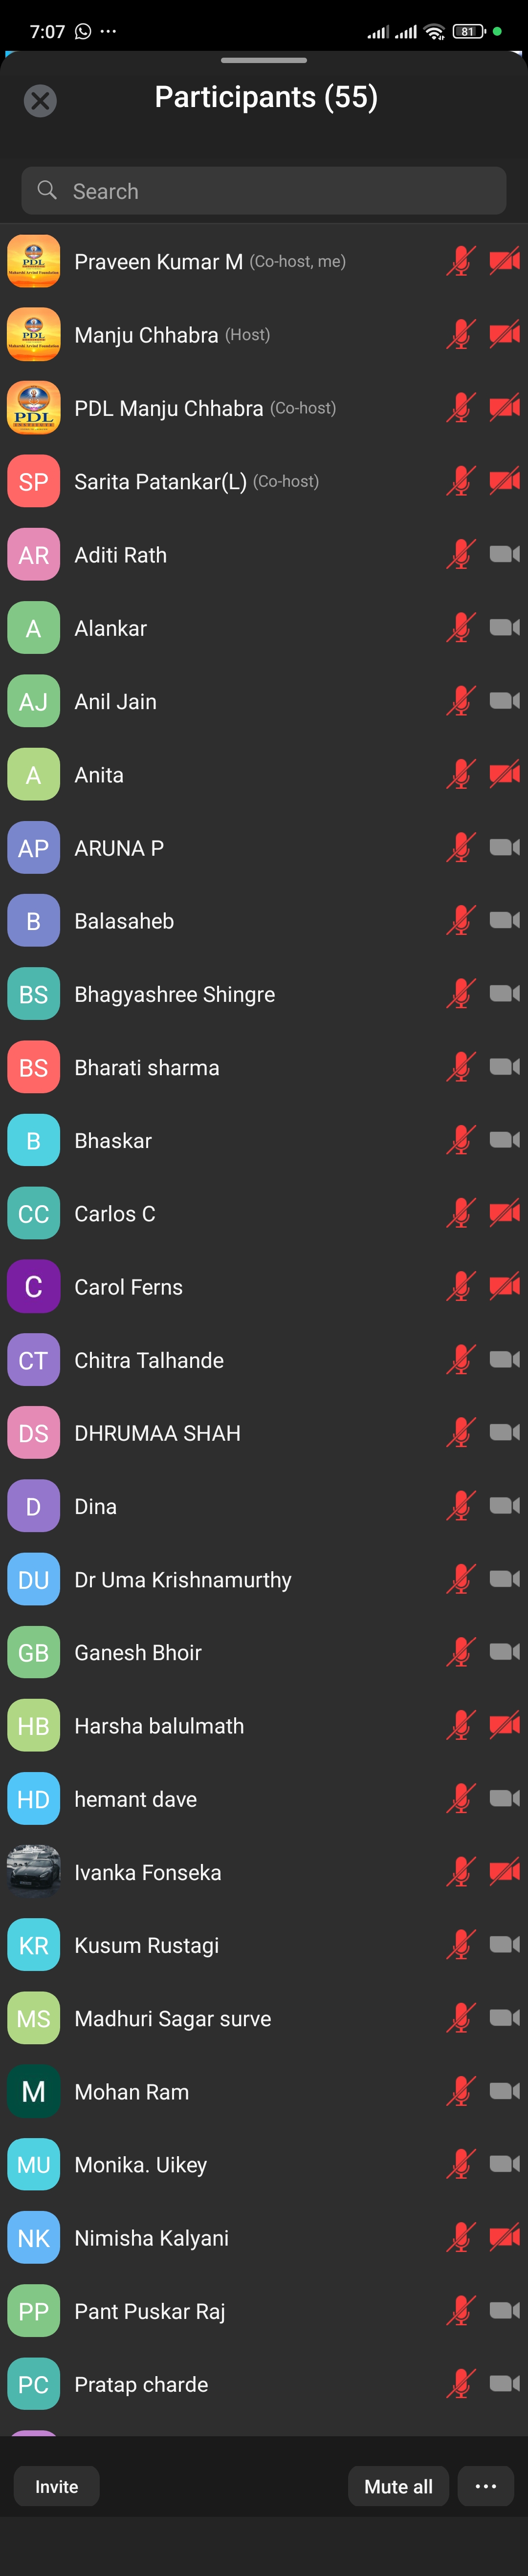 7:07 ... 81
Participants (55)
Search
PDL Praveen Kumar M (Co-host, me)
PDL Manju Chhabra (Host)
PDL PDL Manju Chhabra (Co-host)
SP Sarita Patankar(L) (Co-host)
AR Aditi Rath
A Alankar
AJ Anil Jain
A Anita
AP ARUNA P
B Balasaheb
BS Bhagyashree Shingre
BS Bharati sharma
B Bhaskar
CC Carlos C
C Carol Ferns
CT Chitra Talhande
DS DHRUMAA SHAH
D Dina
DU Dr Uma Krishnamurthy
GB Ganesh Bhoir
HB Harsha balulmath
HD hemant dave
Ivanka Fonseka
KR Kusum Rustagi
MS Madhuri Sagar surve
M Mohan Ram
MU Monika. Uikey
NK Nimisha Kalyani
PP Pant Puskar Raj
PC Pratap charde
Invite Mute all ...